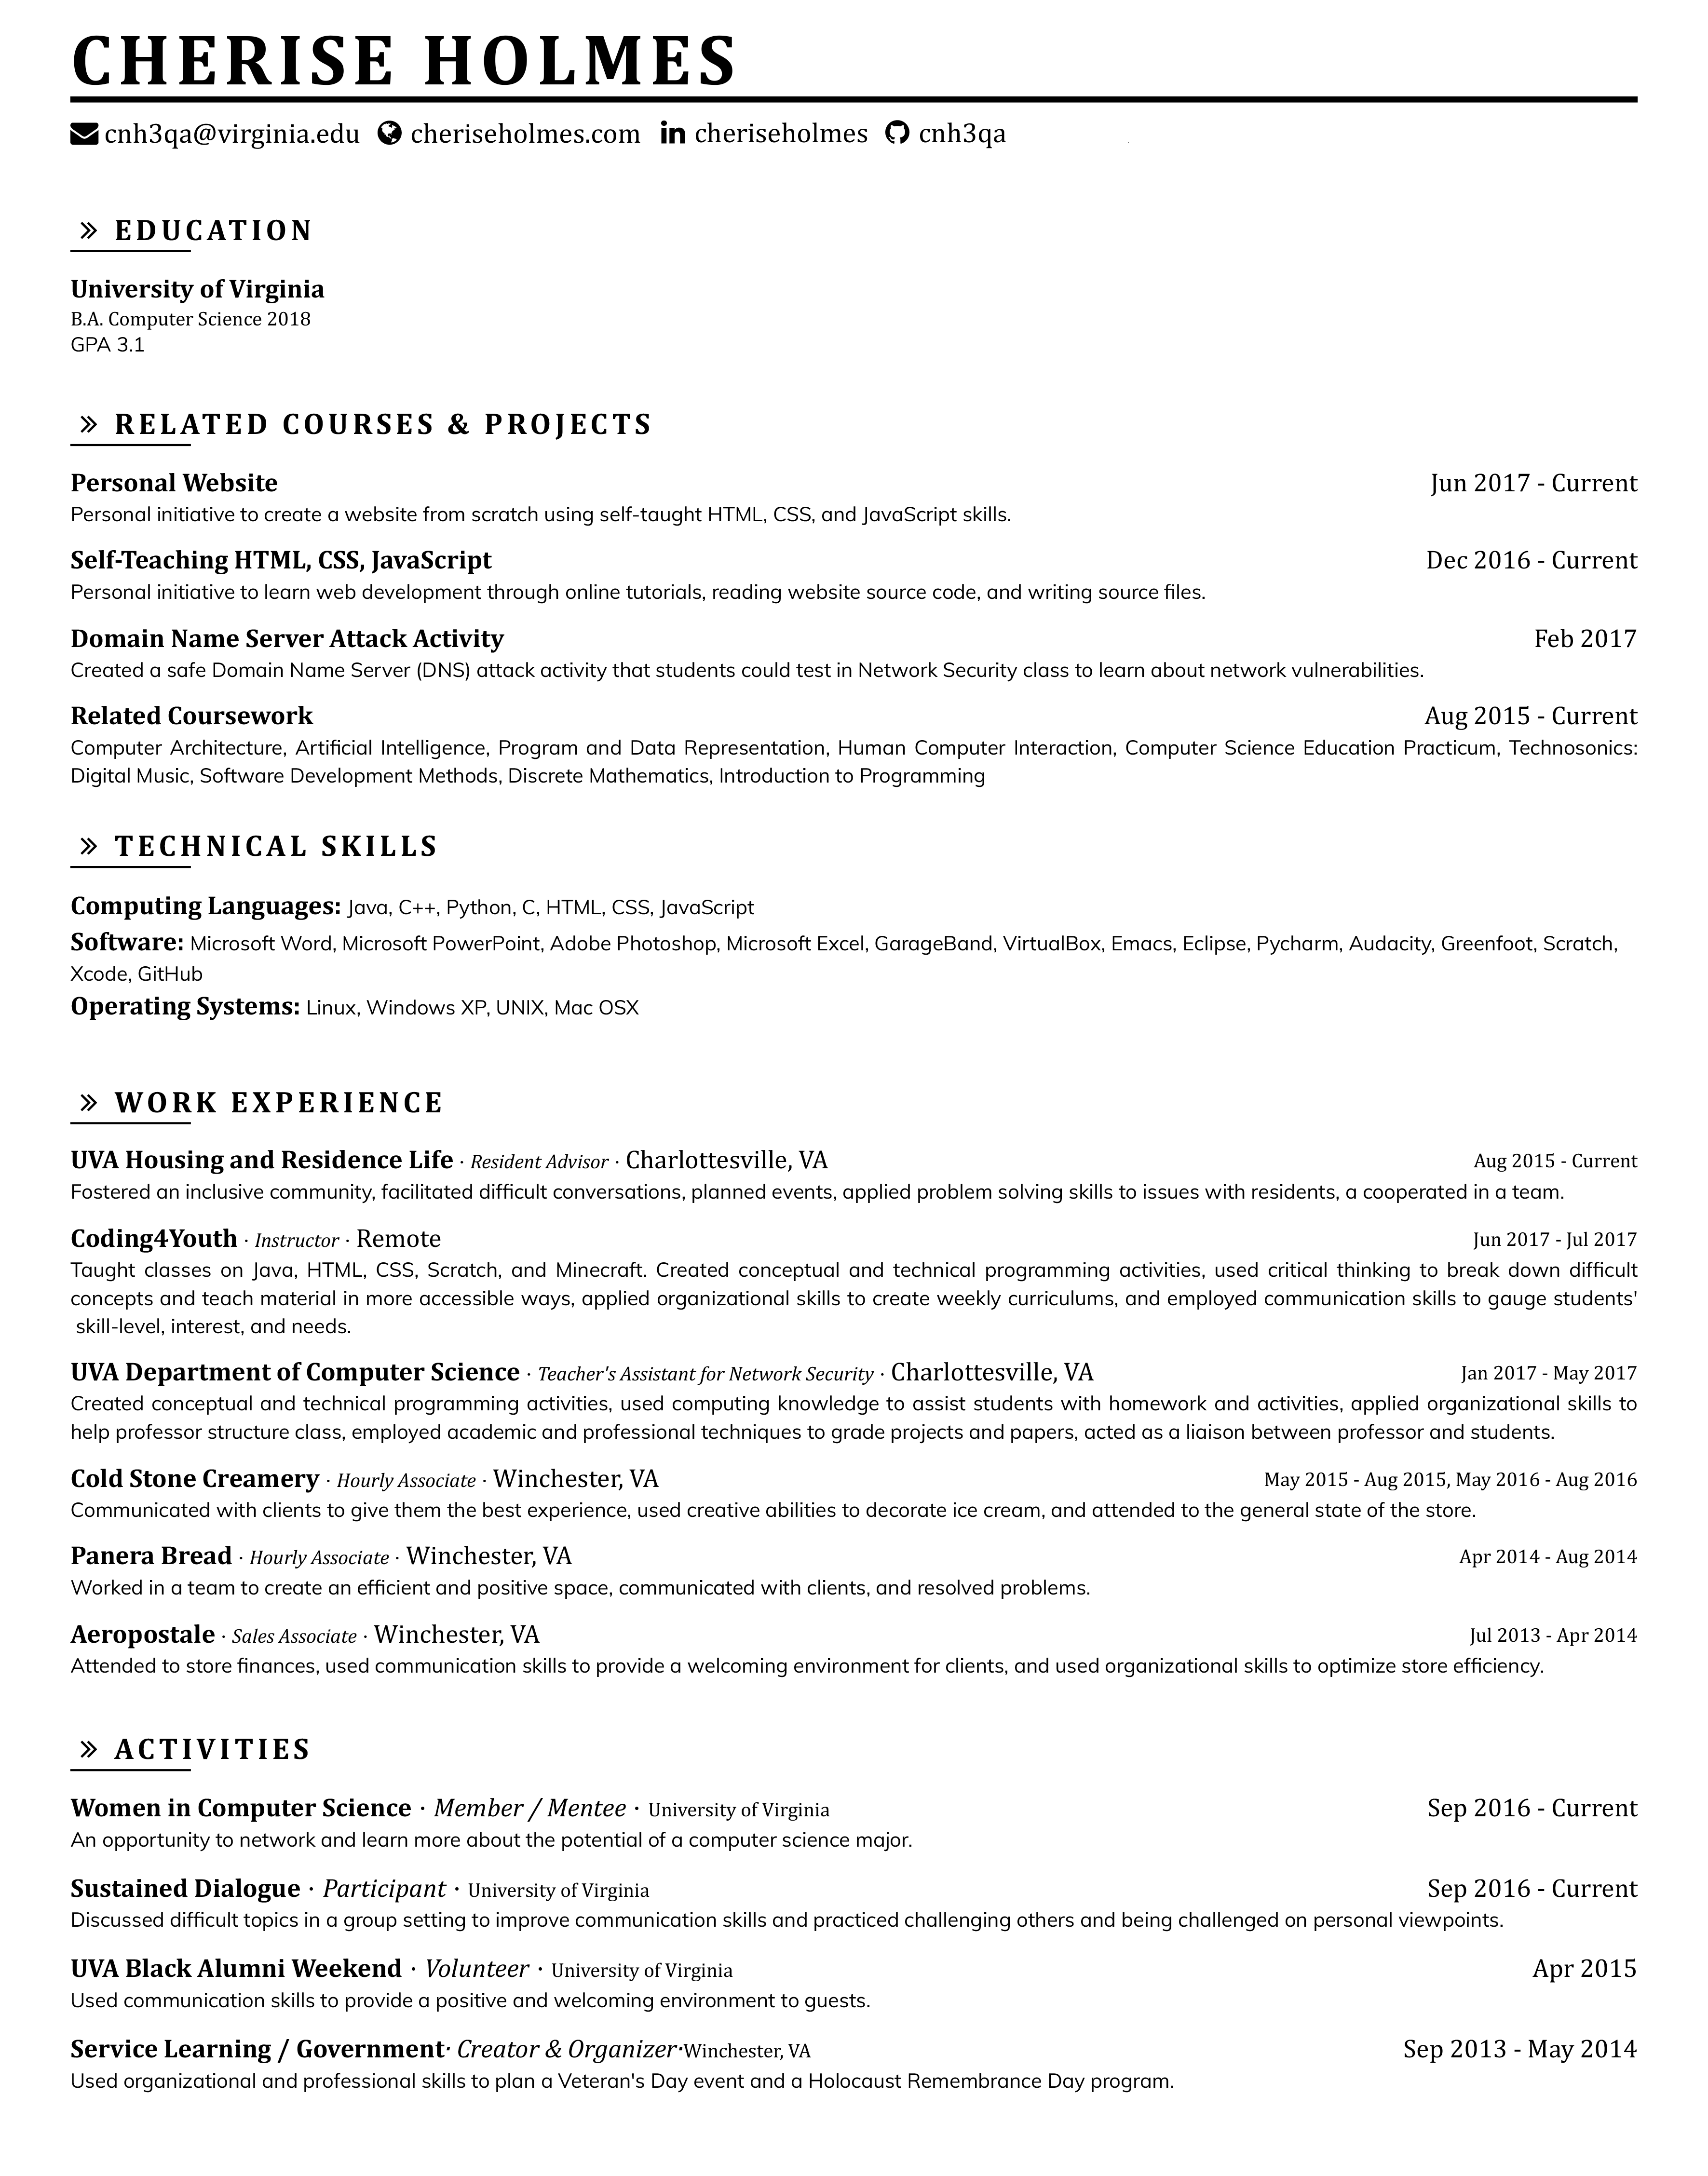 CHERISE HOLMES
cnh3qa@virginia.edu cheriseholmes.com cheriseholmes cnh3qa
» EDUCATION
University of Virginia
B.A. Computer Science 2018
GPA 3.1
» RELATED COURSES & PROJECTS
Personal Website Jun 2017 - Current
Personal initiative to create a website from scratch using self-taught HTML, CSS, and JavaScript skills.
Self-Teaching HTML, CSS, JavaScript Dec 2016 - Current
Personal initiative to learn web development through online tutorials, reading website source code, and writing source files.
Domain Name Server Attack Activity Feb 2017
Created a safe Domain Name Server (DNS) attack activity that students could test in Network Security class to learn about network vulnerabilities.
Related Coursework Aug 2015 - Current
Computer Architecture, Artificial Intelligence, Program and Data Representation, Human Computer Interaction, Computer Science Education Practicum, Technosonics:
Digital Music, Software Development Methods, Discrete Mathematics, Introduction to Programming
» TECHNICAL SKILLS
Computing Languages: Java, C++, Python, C, HTML, CSS, JavaScript
Software: Microsoft Word, Microsoft PowerPoint, Adobe Photoshop, Microsoft Excel, GarageBand, VirtualBox, Emacs, Eclipse, Pycharm, Audacity, Greenfoot, Scratch,
Xcode, GitHub
Operating Systems: Linux, Windows XP, UNIX, Mac OSX
» WORK EXPERIENCE
UVA Housing and Residence Life · Resident Advisor · Charlottesville, VA Aug 2015 - Current
Fostered an inclusive community, facilitated difficult conversations, planned events, applied problem solving skills to issues with residents, a cooperated in a team.
Coding4Youth · Instructor · Remote Jun 2017 - Jul 2017
Taught classes on Java, HTML, CSS, Scratch, and Minecraft. Created conceptual and technical programming activities, used critical thinking to break down difficult
concepts and teach material in more accessible ways, applied organizational skills to create weekly curriculums, and employed communication skills to gauge students'
skill-level, interest, and needs.
UVA Department of Computer Science · Teacher's Assistant for Network Security · Charlottesville, VA Jan 2017 - May 2017
Created conceptual and technical programming activities, used computing knowledge to assist students with homework and activities, applied organizational skills to
help professor structure class, employed academic and professional techniques to grade projects and papers, acted as a liaison between professor and students.
Cold Stone Creamery · Hourly Associate · Winchester, VA May 2015 - Aug 2015, May 2016 - Aug 2016
Communicated with clients to give them the best experience, used creative abilities to decorate ice cream, and attended to the general state of the store.
Panera Bread · Hourly Associate · Winchester, VA Apr 2014 - Aug 2014
Worked in a team to create an efficient and positive space, communicated with clients, and resolved problems.
Aeropostale · Sales Associate · Winchester, VA Jul 2013 - Apr 2014
Attended to store finances, used communication skills to provide a welcoming environment for clients, and used organizational skills to optimize store efficiency.
» ACTIVITIES
Women in Computer Science · Member / Mentee · University of Virginia Sep 2016 - Current
An opportunity to network and learn more about the potential of a computer science major.
Sustained Dialogue · Participant · University of Virginia Sep 2016 - Current
Discussed difficult topics in a group setting to improve communication skills and practiced challenging others and being challenged on personal viewpoints.
UVA Black Alumni Weekend · Volunteer · University of Virginia Apr 2015
Used communication skills to provide a positive and welcoming environment to guests.
Service Learning / Government· Creator & Organizer·Winchester, VA Sep 2013 - May 2014
Used organizational and professional skills to plan a Veteran's Day event and a Holocaust Remembrance Day program.